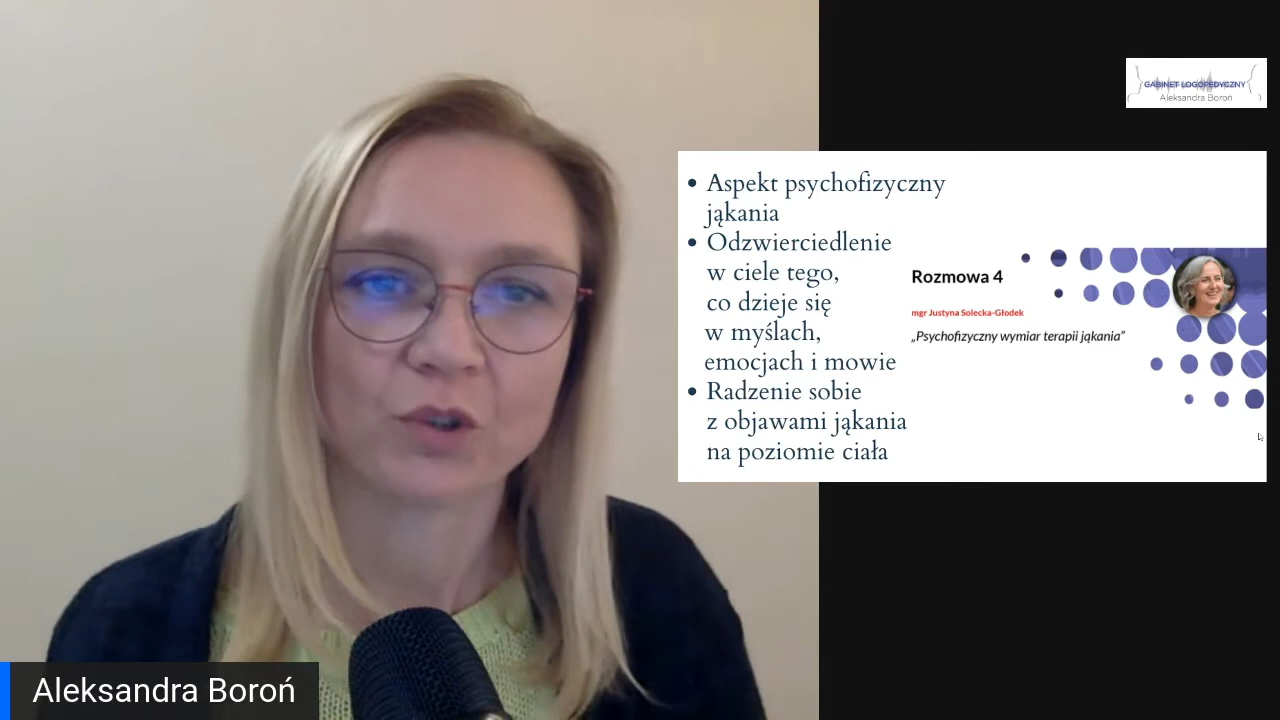 GABINET LOGOPEDYCZNY
Aleksandra Boroń
• Aspekt psychofizyczny
jąkania
• Odzwierciedlenie
w ciele tego,
co dzieje się
w myślach,
emocjach i mowie
• Radzenie sobie
z objawami jąkania
na poziomie ciała
Rozmowa 4
mgr Justyna Solecka-Głodek
„Psychofizyczny wymiar terapii jąkania”
Aleksandra Boroń